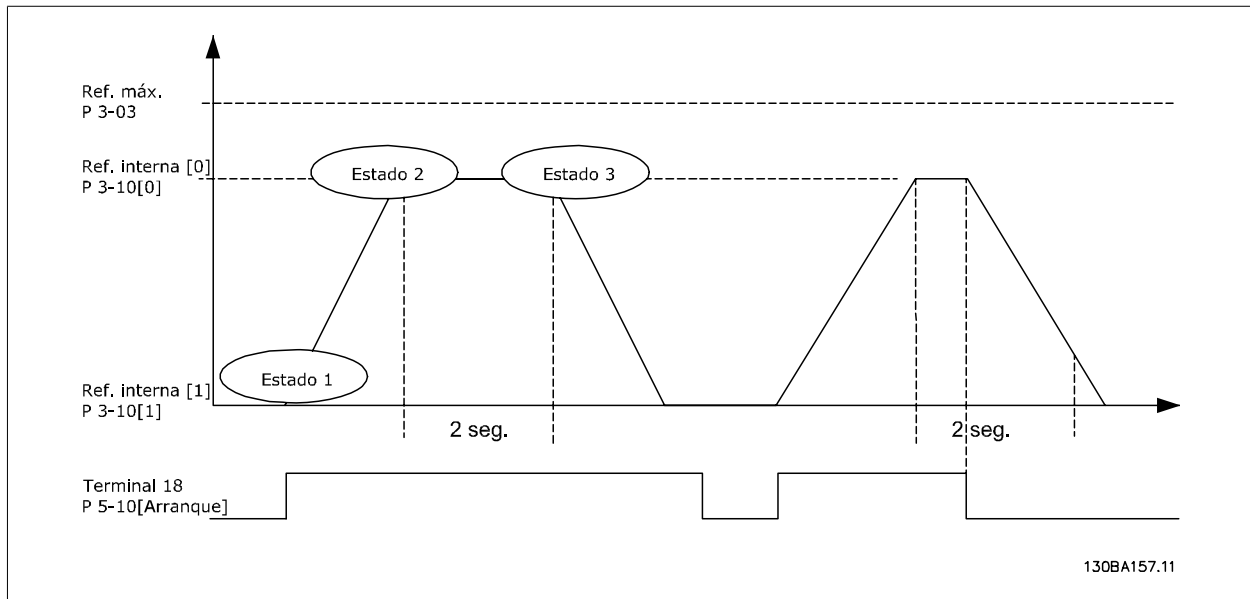 Ref. máx.
P 3-03
Ref. interna [0]
P 3-10[0]
Estado 2
Estado 3
Estado 1
Ref. interna [1]
P 3-10[1]
2 seg.
2 seg.
Terminal 18
P 5-10[Arranque]
130BA157.11